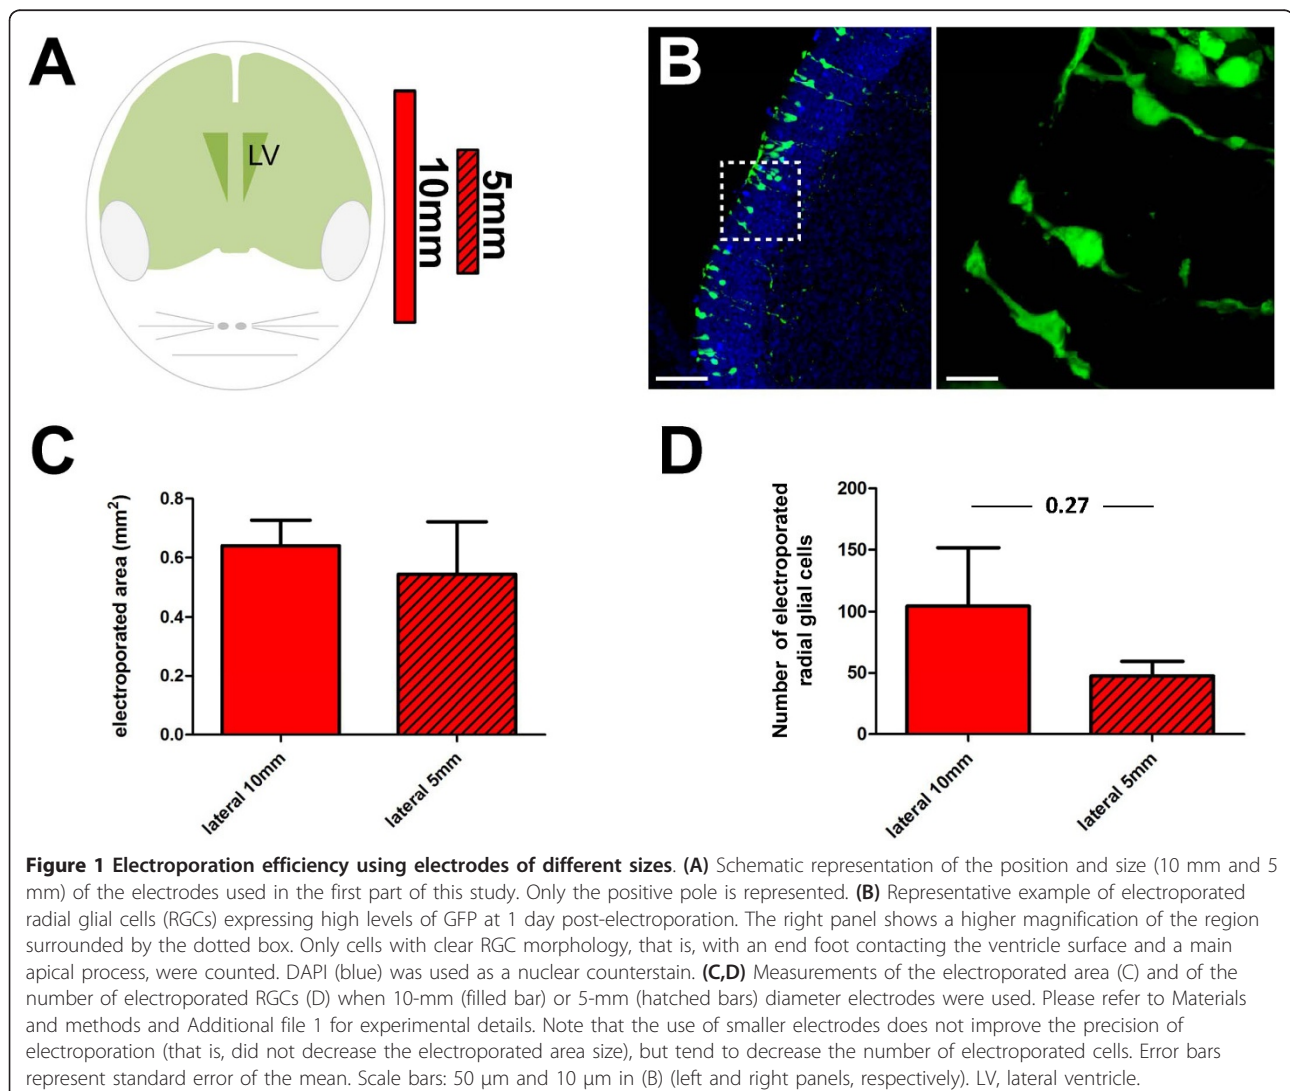 A
LV
10mm
5mm
B
C
electroporated area (mm²)
0.8
0.6
0.4
0.2
0.0
lateral 10mm
lateral 5mm
D
Number of electroporated
radial glial cells
200
150
100
50
0
0.27
lateral 10mm
lateral 5mm
Figure 1 Electroporation efficiency using electrodes of different sizes. (A) Schematic representation of the position and size (10 mm and 5
mm) of the electrodes used in the first part of this study. Only the positive pole is represented. (B) Representative example of electroporated
radial glial cells (RGCs) expressing high levels of GFP at 1 day post-electroporation. The right panel shows a higher magnification of the region
surrounded by the dotted box. Only cells with clear RGC morphology, that is, with an end foot contacting the ventricle surface and a main
apical process, were counted. DAPI (blue) was used as a nuclear counterstain. (C,D) Measurements of the electroporated area (C) and of the
number of electroporated RGCs (D) when 10-mm (filled bar) or 5-mm (hatched bars) diameter electrodes were used. Please refer to Materials
and methods and Additional file 1 for experimental details. Note that the use of smaller electrodes does not improve the precision of
electroporation (that is, did not decrease the electroporated area size), but tend to decrease the number of electroporated cells. Error bars
represent standard error of the mean. Scale bars: 50 μm and 10 μm in (B) (left and right panels, respectively). LV, lateral ventricle.